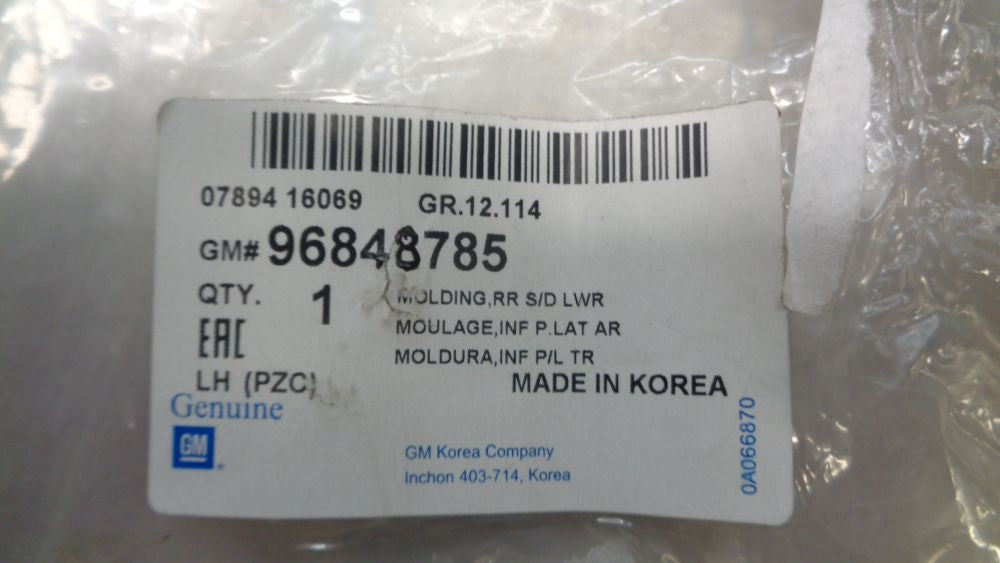 07894 16069 GR.12.114
GM# 96848785
QTY. 1 MOLDING,RR S/D LWR
MOULAGE,INF P.LAT AR
EAC
MOLDURA,INF P/L TR
LH (PZC) MADE IN KOREA
Genuine
GM
GM Korea Company
Inchon 403-714, Korea
0A066870